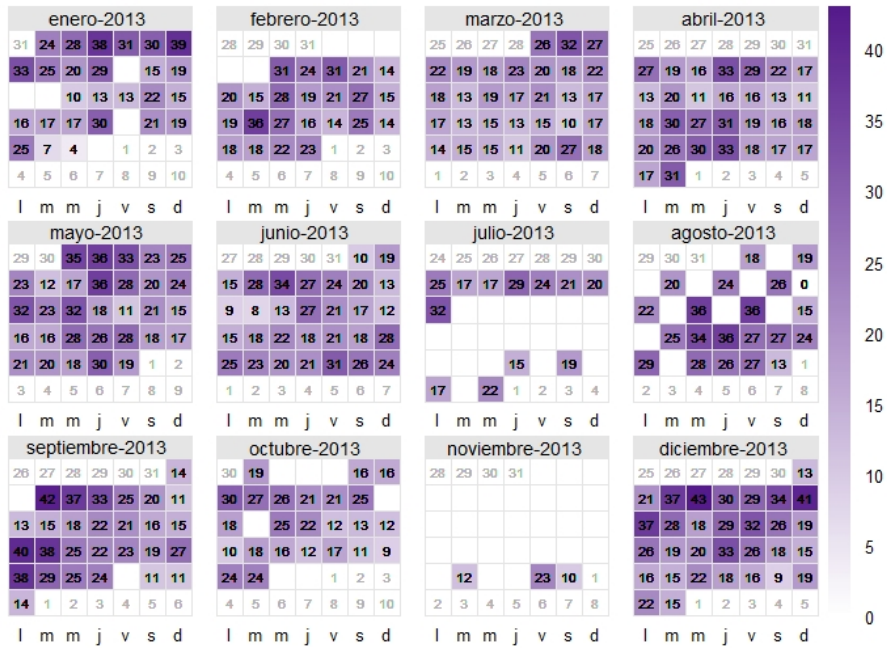 enero-2013 febrero-2013 marzo-2013 abril-2013
31 24 28 38 31 30 39 28 29 30 31 25 26 27 28 26 32 27 25 26 27 28 29 30 31 40
33 25 20 29 15 19 31 24 31 21 14 22 19 18 23 20 18 22 27 19 16 33 29 22 17
35
10 13 13 22 15 20 15 28 19 21 27 15 18 13 19 17 21 13 17 13 20 11 16 16 13 11
16 17 17 30 21 19 19 36 27 16 14 25 14 17 13 15 13 16 10 17 18 30 27 31 19 16 18
25 7 4 1 2 3 18 18 22 23 1 2 3 14 15 15 11 20 27 18 20 26 30 33 18 17 17
4 5 6 7 8 9 10 4 5 6 7 8 9 10 1 2 3 4 5 6 7 17 31 1 2 3 4 5
30
l m m j v s d l m m j v s d l m m j v s d l m m j v s d
mayo-2013 junio-2013 julio-2013 agosto-2013
29 30 35 36 33 23 25 27 28 29 30 31 10 19 24 25 26 27 28 29 30 29 30 31 18 19
25
23 12 17 36 28 20 24 15 28 34 27 24 20 13 25 17 17 29 24 21 20 20 24 26 0
32 23 32 18 11 21 15 9 8 13 27 21 17 12 32 22 36 36 15
20
16 16 28 26 28 18 17 15 18 22 18 21 18 28 25 34 36 27 27 24
21 20 18 30 19 1 2 25 23 20 21 31 26 24 15 19 29 28 26 27 13 1
3 4 5 6 7 8 9 1 2 3 4 5 6 7 17 22 1 2 3 4 2 3 4 5 6 7 8
15
l m m j v s d l m m j v s d l m m j v s d l m m j v s d
septiembre-2013 octubre-2013 noviembre-2013 diciembre-2013
26 27 28 29 30 31 14 30 19 16 16 28 29 30 31 25 26 27 28 29 30 13
10
42 37 33 25 20 11 30 27 26 21 21 25 21 37 43 30 29 34 41
13 15 18 22 21 16 15 18 25 22 12 13 12 37 28 18 29 32 26 19
5
40 38 25 22 23 19 27 10 18 16 12 17 11 9 26 19 20 33 26 18 15
38 29 25 24 11 11 24 24 1 2 3 12 23 10 1 16 15 22 18 16 9 19
14 1 2 3 4 5 6 4 5 6 7 8 9 10 2 3 4 5 6 7 8 22 15 1 2 3 4 5
0
l m m j v s d l m m j v s d l m m j v s d l m m j v s d